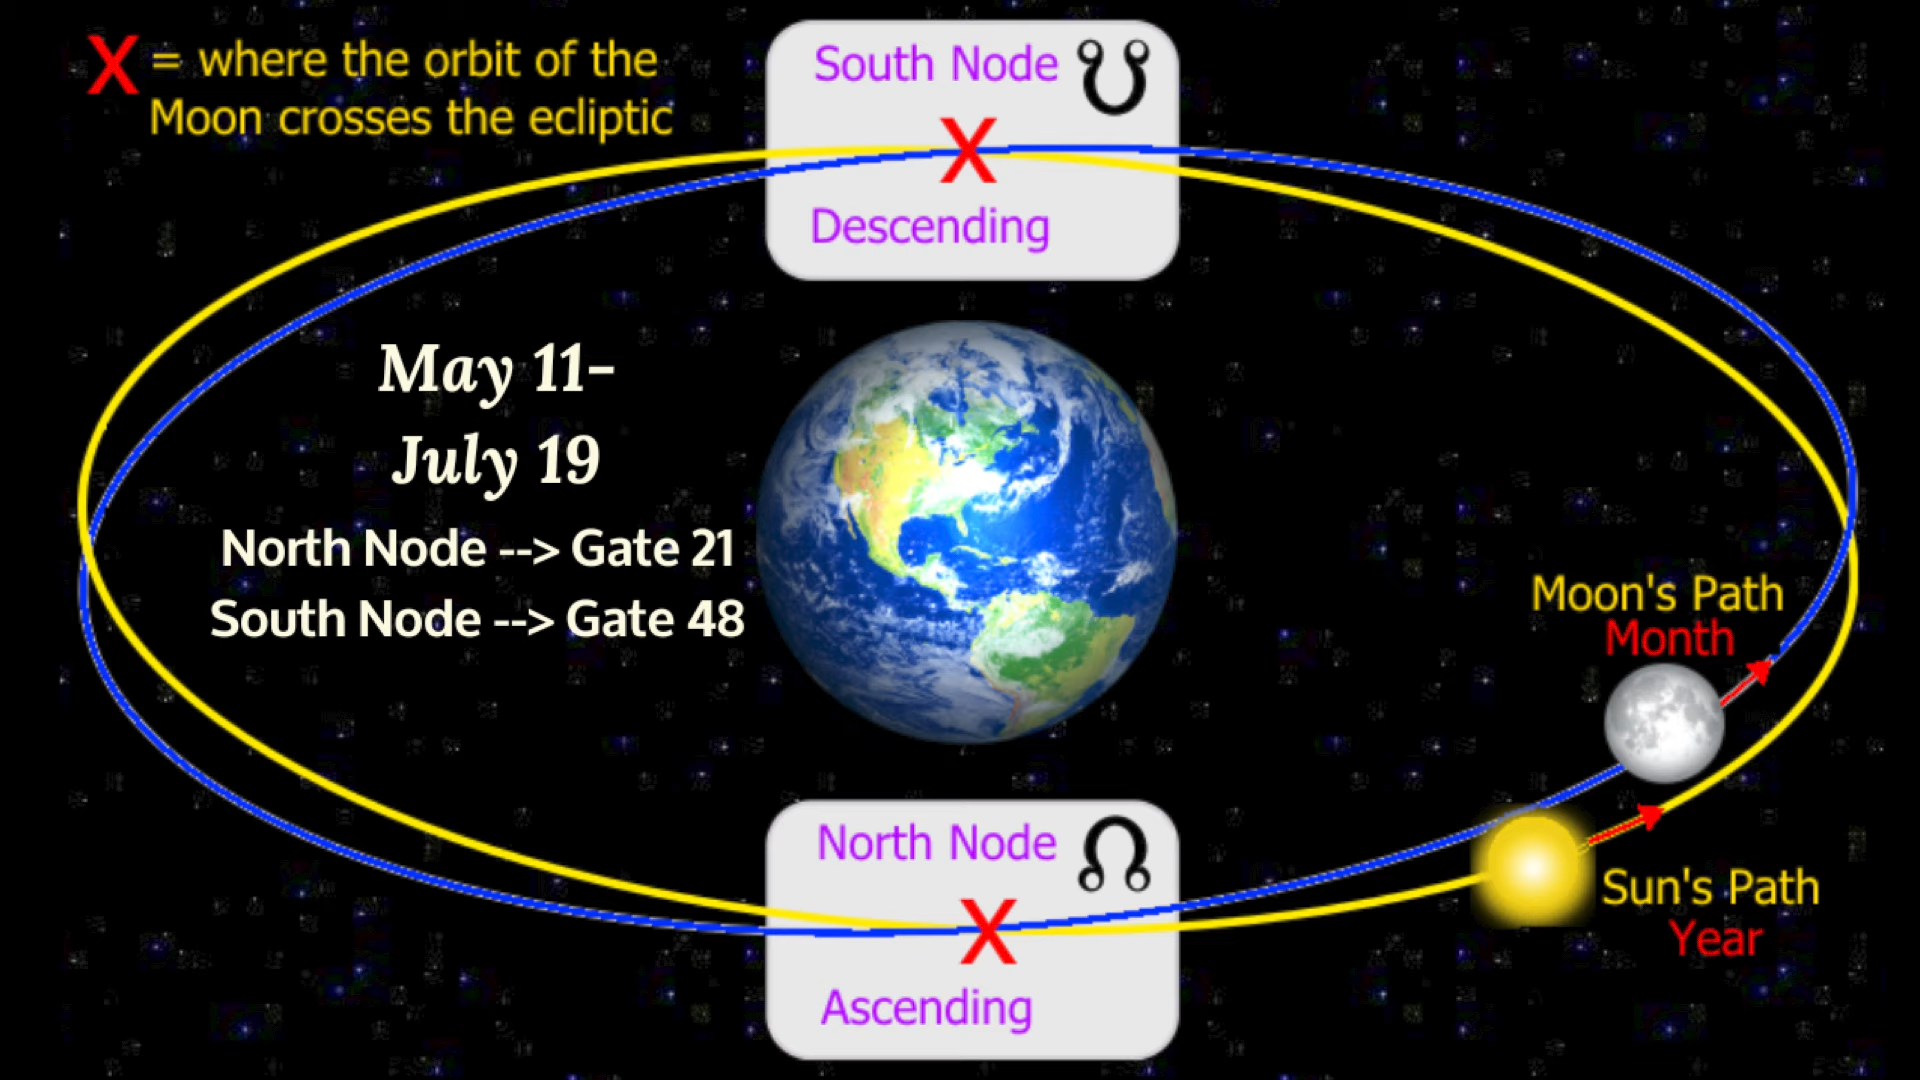 X = where the orbit of the
Moon crosses the ecliptic
South Node ☋
X
Descending
May 11–
July 19
North Node --> Gate 21
South Node --> Gate 48
Moon's Path
Month
North Node ☊
X
Ascending
Sun's Path
Year